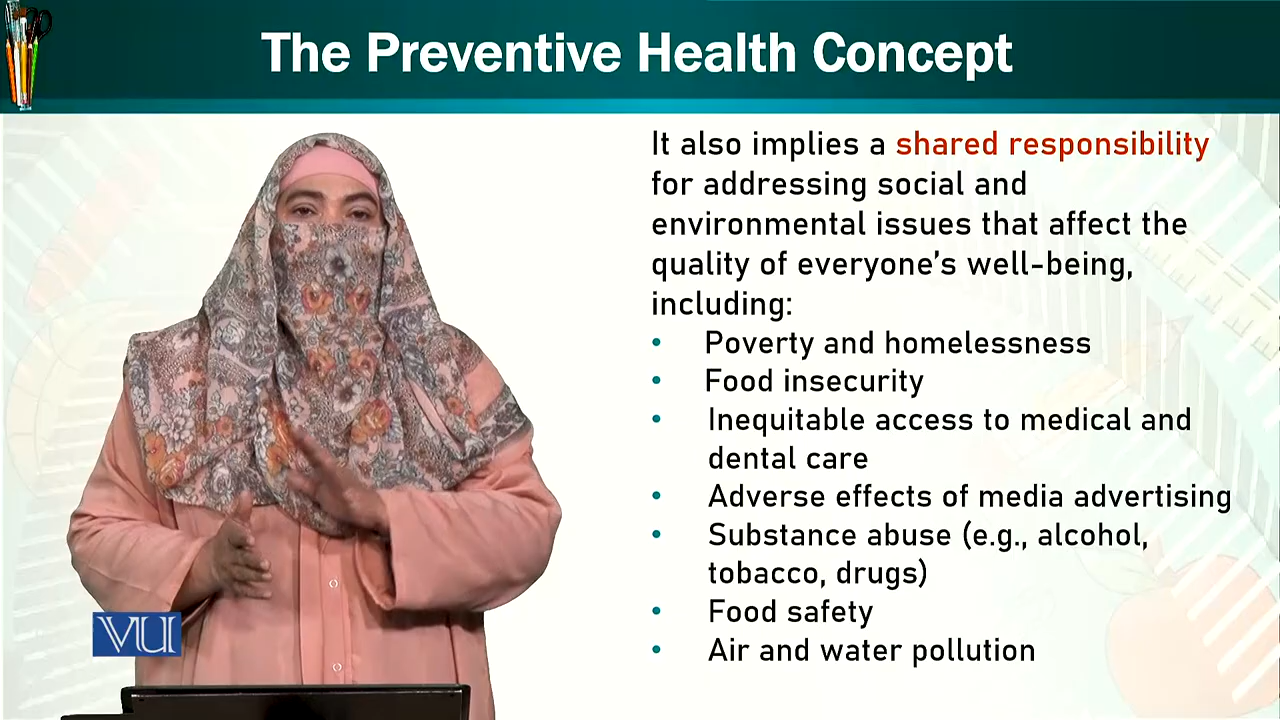 The Preventive Health Concept
It also implies a shared responsibility
for addressing social and
environmental issues that affect the
quality of everyone's well-being,
including:
• Poverty and homelessness
• Food insecurity
• Inequitable access to medical and
dental care
• Adverse effects of media advertising
• Substance abuse (e.g., alcohol,
tobacco, drugs)
• Food safety
• Air and water pollution
VU